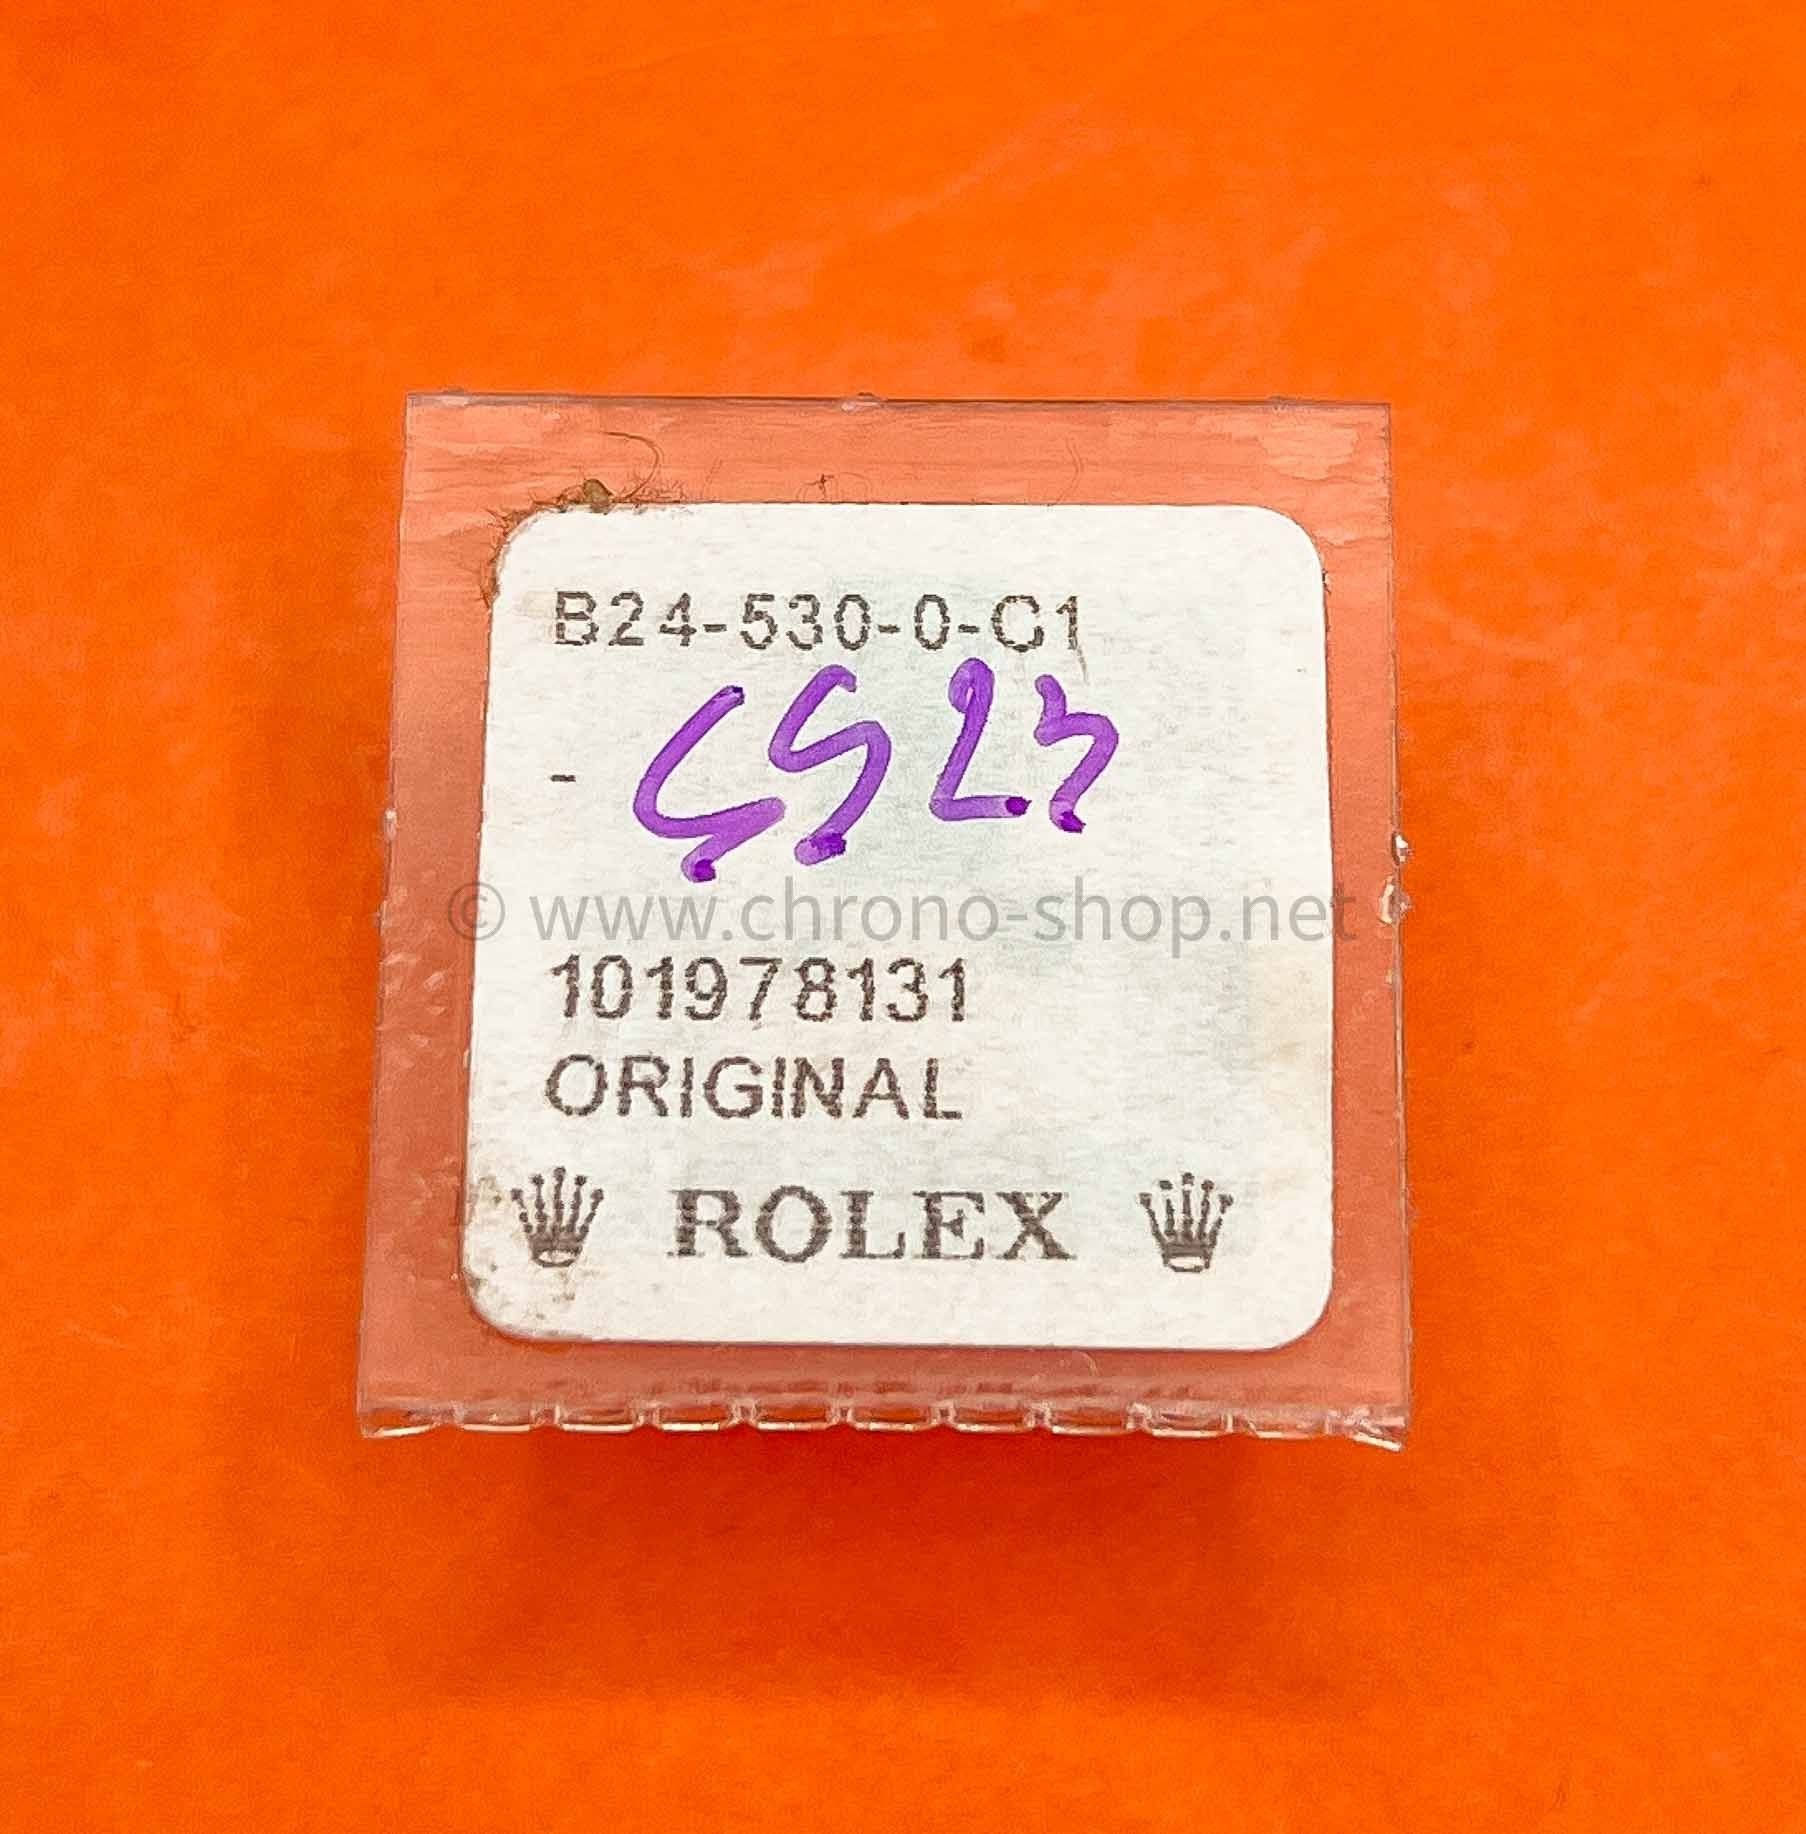 B24-530-0-C1
-
© www.chrono-shop.net
101978131
ORIGINAL
ROLEX